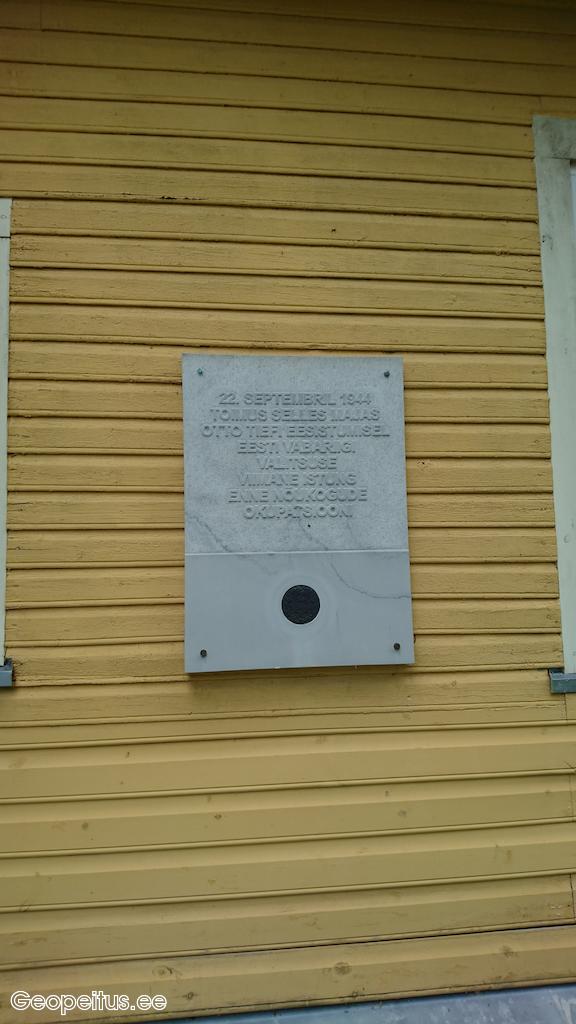 22. SEPTEMBRIL 1944
TOIMUS SELLES MAJAS
OTTO TIEFI EESISTUMISEL
EESTI VABARIIGI
VALITSUSE
VIIMANE ISTUNG
ENNE NÕUKOGUDE
OKUPATSIOONI
Geopeitus.ee